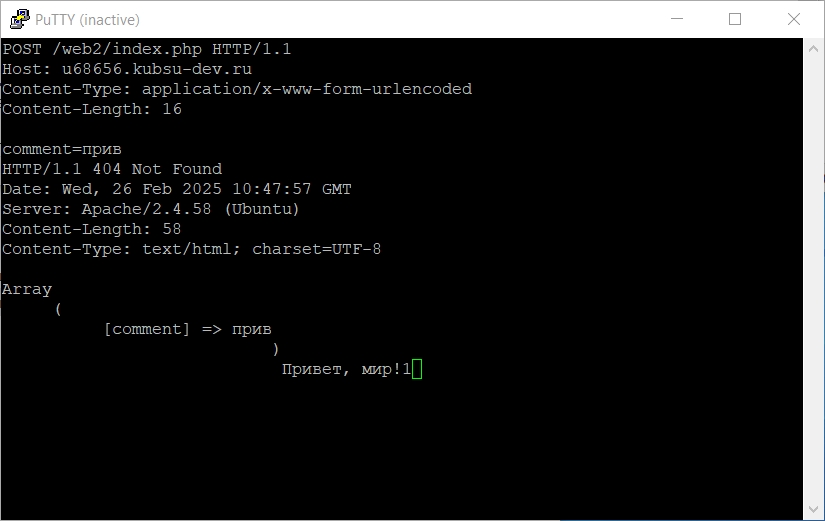 PuTTY (inactive)
POST /web2/index.php HTTP/1.1
Host: u68656.kubsu-dev.ru
Content-Type: application/x-www-form-urlencoded
Content-Length: 16

comment=прив
HTTP/1.1 404 Not Found
Date: Wed, 26 Feb 2025 10:47:57 GMT
Server: Apache/2.4.58 (Ubuntu)
Content-Length: 58
Content-Type: text/html; charset=UTF-8

Array
(
[comment] => прив
)
Привет, мир!1